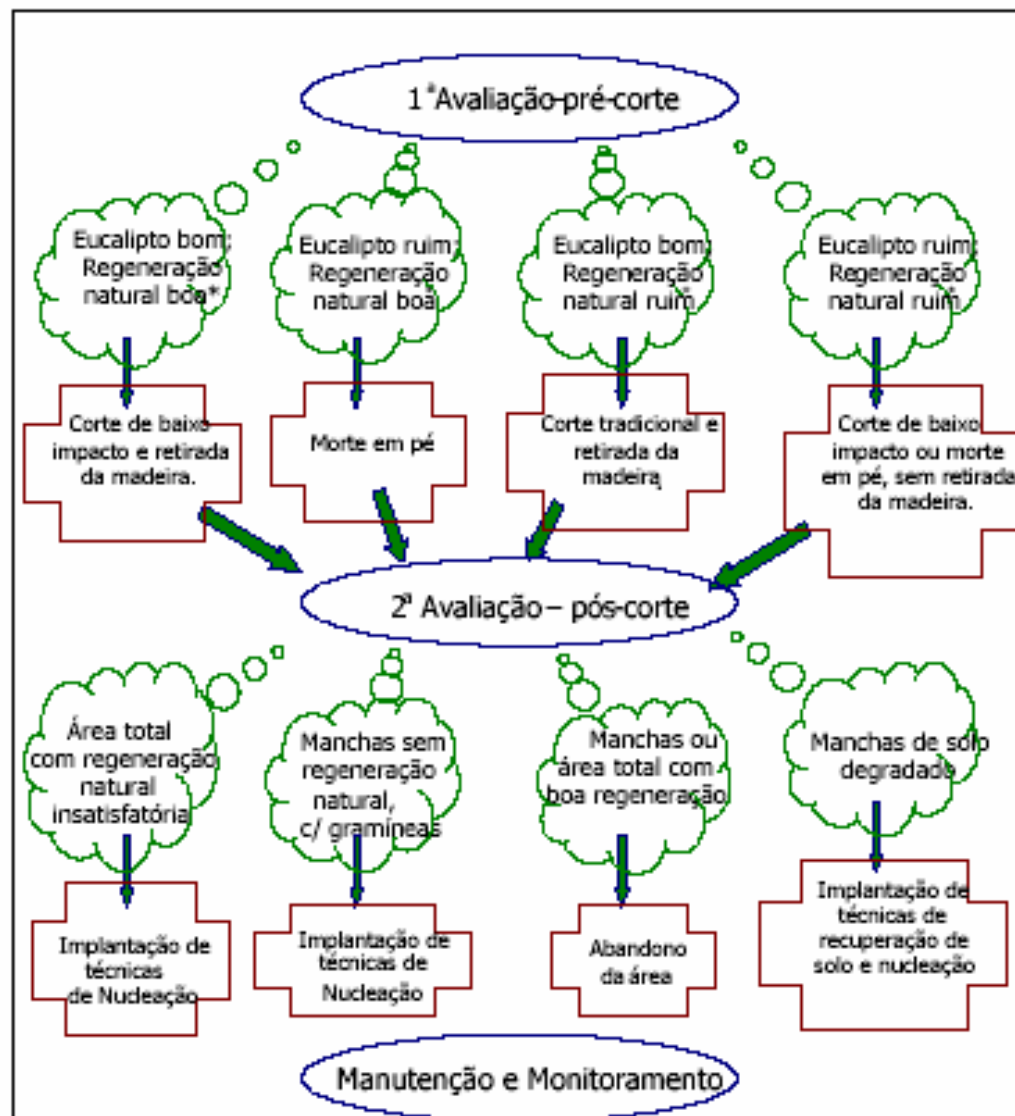 1ªAvaliação-pré-corte
Eucalipto bom;
Regeneração
natural boa*
Eucalipto ruim;
Regeneração
natural boa
Eucalipto bom;
Regeneração
natural ruim
Eucalipto ruim;
Regeneração
natural ruim
Corte de baixo
impacto e retirada
da madeira.
Morte em pé
Corte tradicional e
retirada da
madeira
Corte de baixo
impacto ou morte
em pé, sem retirada
da madeira.
2ª Avaliação – pós-corte
Área total
com regeneração
natural
insatisfatória
Manchas sem
regeneração
natural,
c/ gramíneas
Manchas ou
área total com
boa regeneração
Manchas de solo
degradado
Implantação de
técnicas
de Nucleação
Implantação de
técnicas de
Nucleação
Abandono
da área
Implantação de
técnicas de
recuperação de
solo e nucleação
Manutenção e Monitoramento